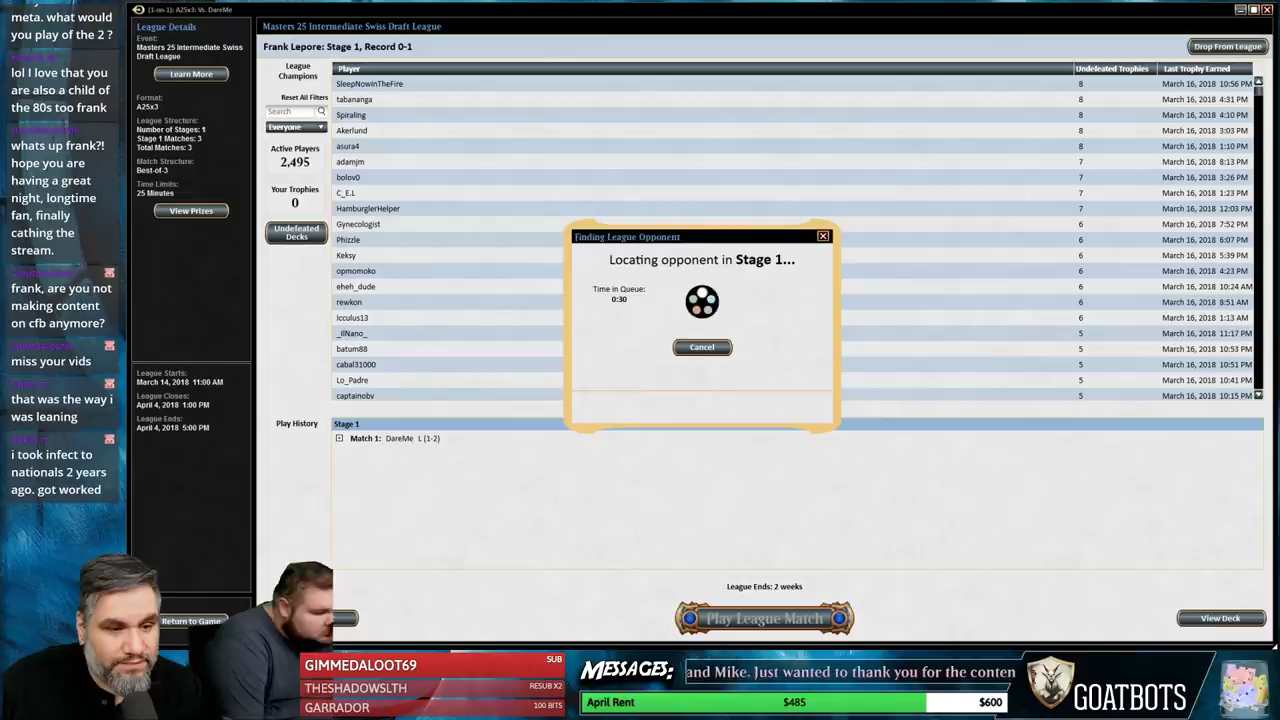 meta. what would
you play of the 2 ?
lol I love that you
are also a child of
the 80s too frank
whats up frank?!
hope you are
having a great
night, longtime
fan, finally
cathing the
stream.
frank, are you not
making content
on cfb anymore?
miss your vids
that was the way i
was leaning
i took infect to
nationals 2 years
ago. got worked
(1-on-1): A25x3: Vs. DareMe
League Details
Event:
Masters 25 Intermediate Swiss
Draft League
Learn More
Format:
A25x3
League Structure:
Number of Stages: 1
Stage 1 Matches: 3
Total Matches: 3
Match Structure:
Best-of-3
Time Limits:
25 Minutes
View Prizes
League Starts:
March 14, 2018 11:00 AM
League Closes:
April 4, 2018 1:00 PM
League Ends:
April 4, 2018 5:00 PM
Return to Game
Masters 25 Intermediate Swiss Draft League
Frank Lepore: Stage 1, Record 0-1
Drop From League
League
Champions
Reset All Filters
Search
Everyone
Active Players
2,495
Your Trophies
0
Undefeated
Decks
Player Undefeated Trophies Last Trophy Earned
SleepNowInTheFire 8 March 16, 2018 10:56 PM
tabananga 8 March 16, 2018 4:31 PM
Spiraling 8 March 16, 2018 4:10 PM
Akerlund 8 March 16, 2018 3:03 PM
asura4 8 March 16, 2018 1:10 PM
adamjm 7 March 16, 2018 8:13 PM
bolov0 7 March 16, 2018 3:26 PM
C_E.L 7 March 16, 2018 1:23 PM
HamburglerHelper 7 March 16, 2018 12:03 PM
Gynecologist 6 March 16, 2018 7:52 PM
Phizzle 6 March 16, 2018 6:07 PM
Keksy 6 March 16, 2018 5:39 PM
opmomoko 6 March 16, 2018 4:23 PM
eheh_dude 6 March 16, 2018 10:24 AM
rewkon 6 March 16, 2018 8:51 AM
Icculus13 6 March 16, 2018 1:13 AM
_IlNano_ 5 March 16, 2018 11:17 PM
batum88 5 March 16, 2018 10:53 PM
cabal31000 5 March 16, 2018 10:51 PM
Lo_Padre 5 March 16, 2018 10:41 PM
captainobv 5 March 16, 2018 10:15 PM
Finding League Opponent
Locating opponent in Stage 1...
Time in Queue:
0:30
Cancel
Play History
Stage 1
Match 1: DareMe L (1-2)
League Ends: 2 weeks
Play League Match
View Deck
GIMMEDALOOT69 SUB
THESHADOWSLTH RESUB X2
GARRADOR 100 BITS
MESSAGES:
and Mike. Just wanted to thank you for the conten
April Rent $485 $600
GOATBOTS